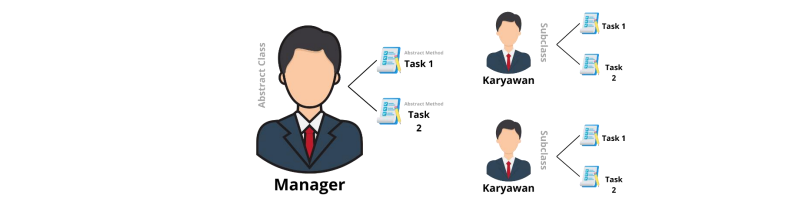 Abstract Class
Manager
Abstract Method
Task 1
Abstract Method
Task
2
Karyawan
Subclass
Task 1
Task
2
Karyawan
Subclass
Task 1
Task
2